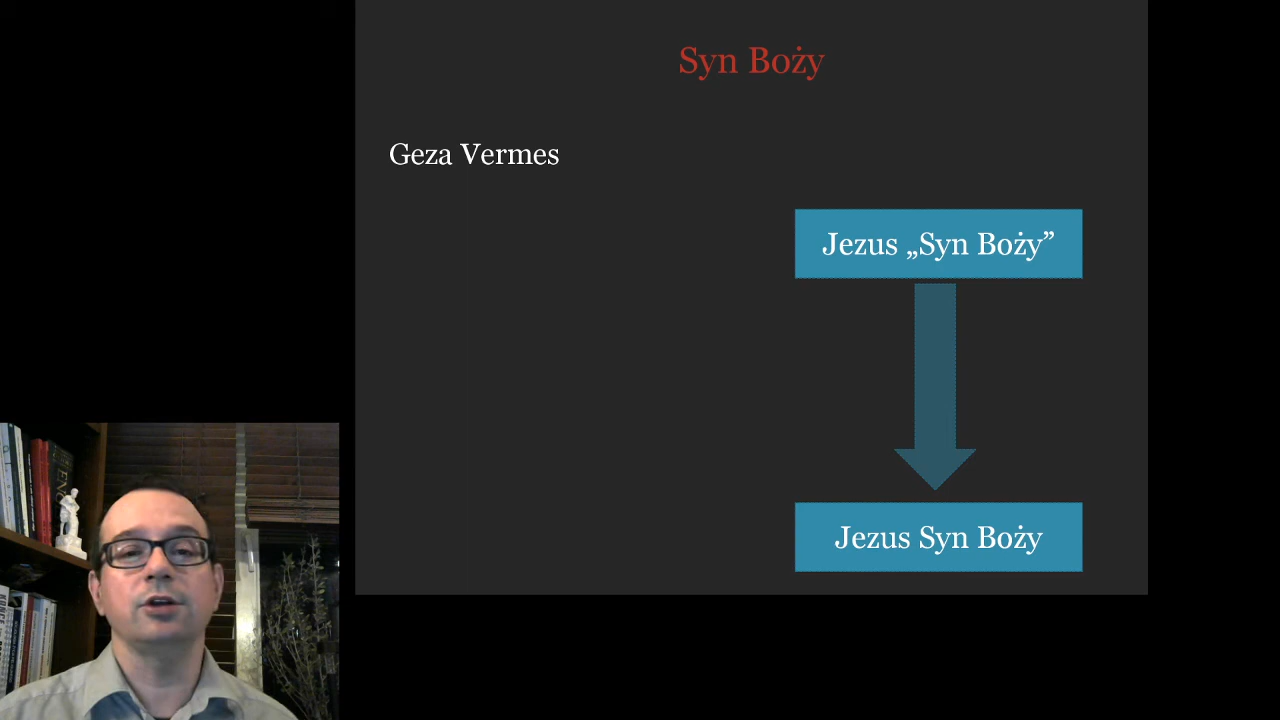 Syn Boży
Geza Vermes
Jezus „Syn Boży”
Jezus Syn Boży